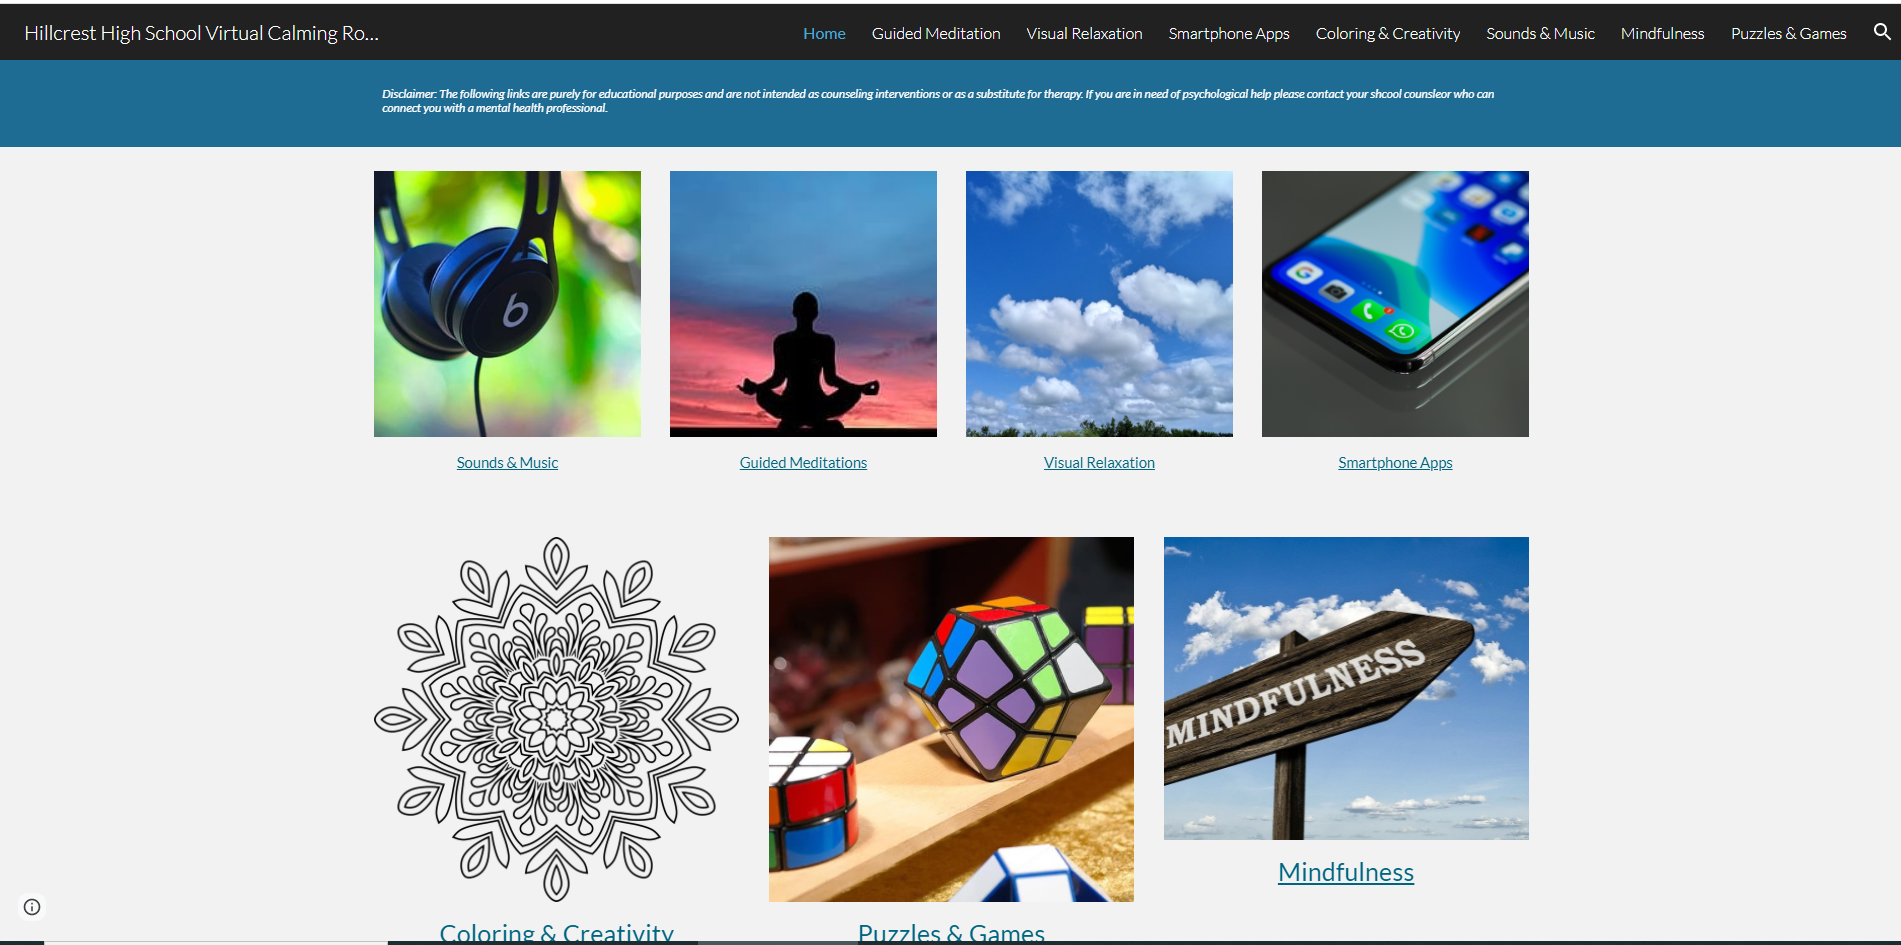 Hillcrest High School Virtual Calming Ro...
Home
Guided Meditation
Visual Relaxation
Smartphone Apps
Coloring & Creativity
Sounds & Music
Mindfulness
Puzzles & Games
Disclaimer: The following links are purely for educational purposes and are not intended as counseling interventions or as a substitute for therapy. If you are in need of psychological help please contact your shcool counsleor who can
connect you with a mental health professional.
b
Sounds & Music
Guided Meditations
Visual Relaxation
Smartphone Apps
MINDFULNESS
Mindfulness
Coloring & Creativity
Puzzles & Games